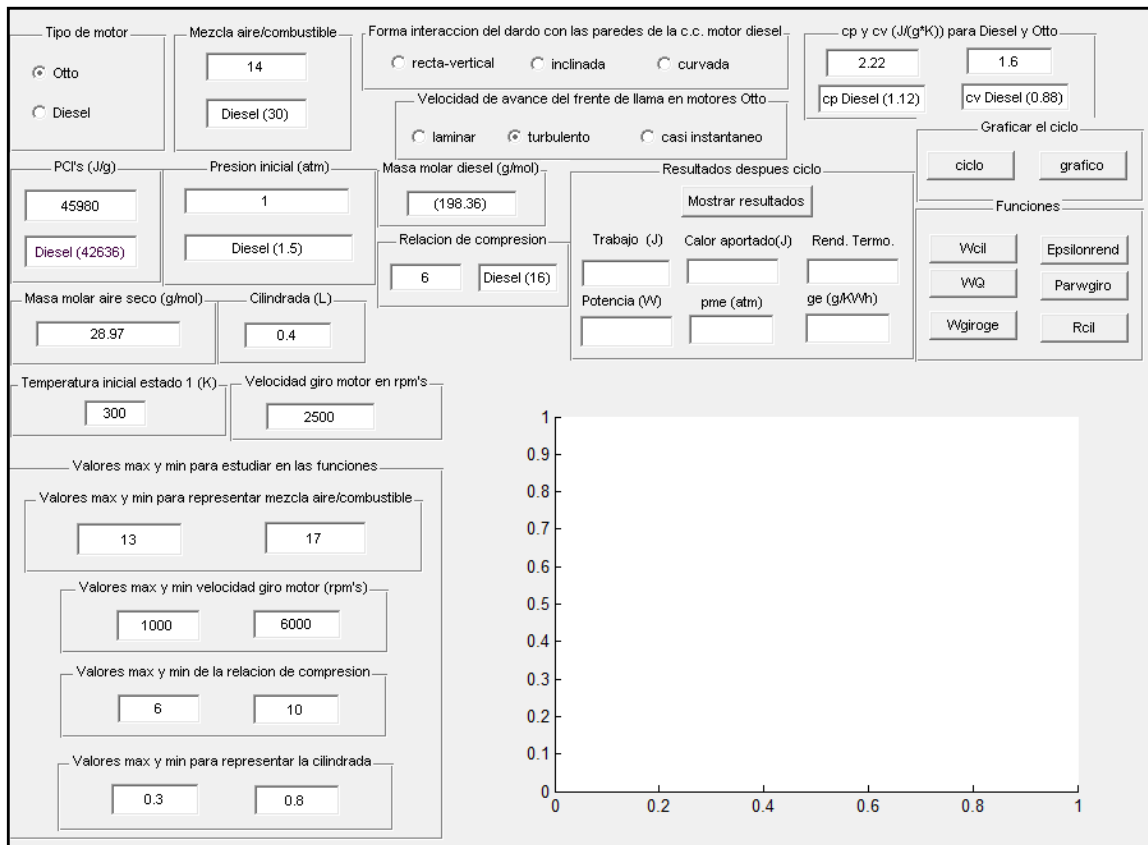 Tipo de motor
Otto
Diesel
Mezcla aire/combustible
14
Diesel (30)
Forma interaccion del dardo con las paredes de la c.c. motor diesel
recta-vertical
inclinada
curvada
Velocidad de avance del frente de llama en motores Otto
laminar
turbulento
casi instantaneo
cp y cv (J/(g*K)) para Diesel y Otto
2.22
1.6
cp Diesel (1.12)
cv Diesel (0.88)
Graficar el ciclo
ciclo
grafico
PCI's (J/g)
45980
Diesel (42636)
Presion inicial (atm)
1
Diesel (1.5)
Masa molar diesel (g/mol)
(198.36)
Relacion de compresion
6
Diesel (16)
Resultados despues ciclo
Mostrar resultados
Trabajo (J)
Calor aportado(J)
Rend. Termo.
Potencia (W)
pme (atm)
ge (g/KWh)
Funciones
Wcil
Epsilonrend
WQ
Parwgiro
Wgiroge
Rcil
Masa molar aire seco (g/mol)
28.97
Cilindrada (L)
0.4
Temperatura inicial estado 1 (K)
300
Velocidad giro motor en rpm's
2500
Valores max y min para estudiar en las funciones
Valores max y min para representar mezcla aire/combustible
13
17
Valores max y min velocidad giro motor (rpm's)
1000
6000
Valores max y min de la relacion de compresion
6
10
Valores max y min para representar la cilindrada
0.3
0.8
1
0.9
0.8
0.7
0.6
0.5
0.4
0.3
0.2
0.1
0
0
0.2
0.4
0.6
0.8
1